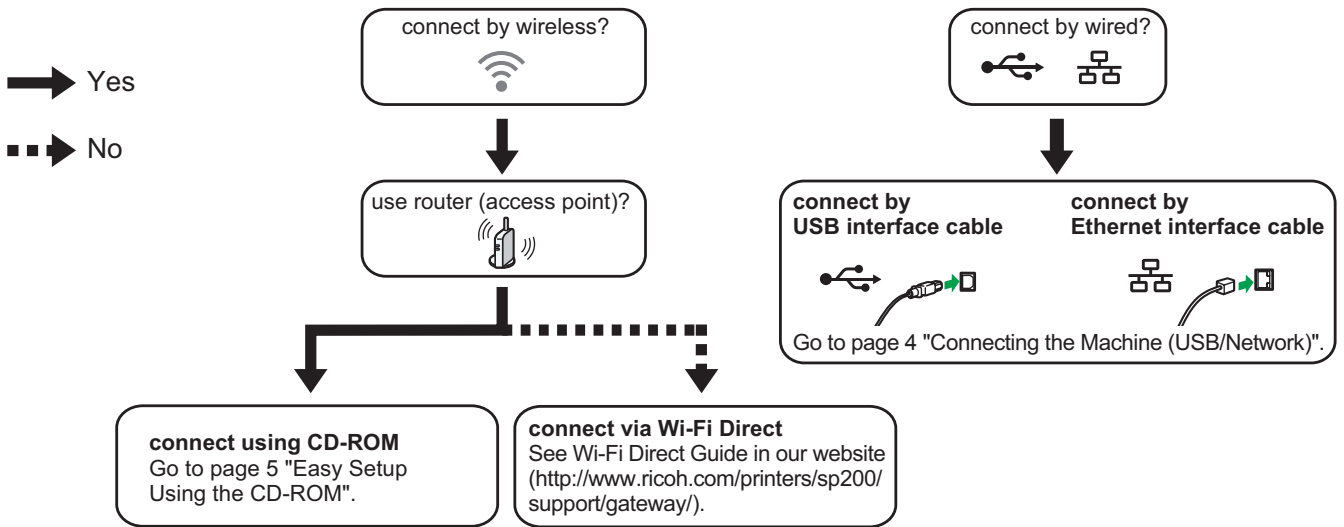 Yes
No
connect by wireless?
use router (access point)?
connect using CD-ROM
Go to page 5 "Easy Setup
Using the CD-ROM".
connect via Wi-Fi Direct
See Wi-Fi Direct Guide in our website
(http://www.ricoh.com/printers/sp200/
support/gateway/).
connect by wired?
connect by
USB interface cable
connect by
Ethernet interface cable
Go to page 4 "Connecting the Machine (USB/Network)".